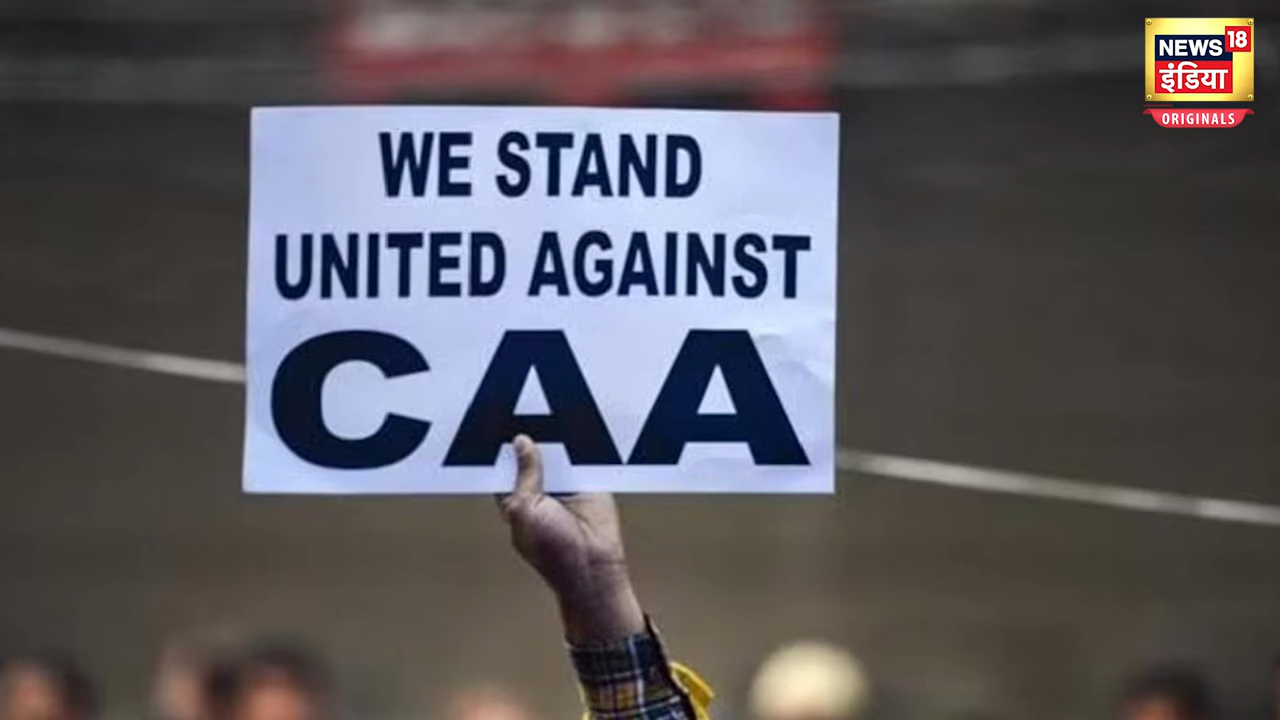 WE STAND
UNITED AGAINST
CAA
NEWS 18
इंडिया
ORIGINALS